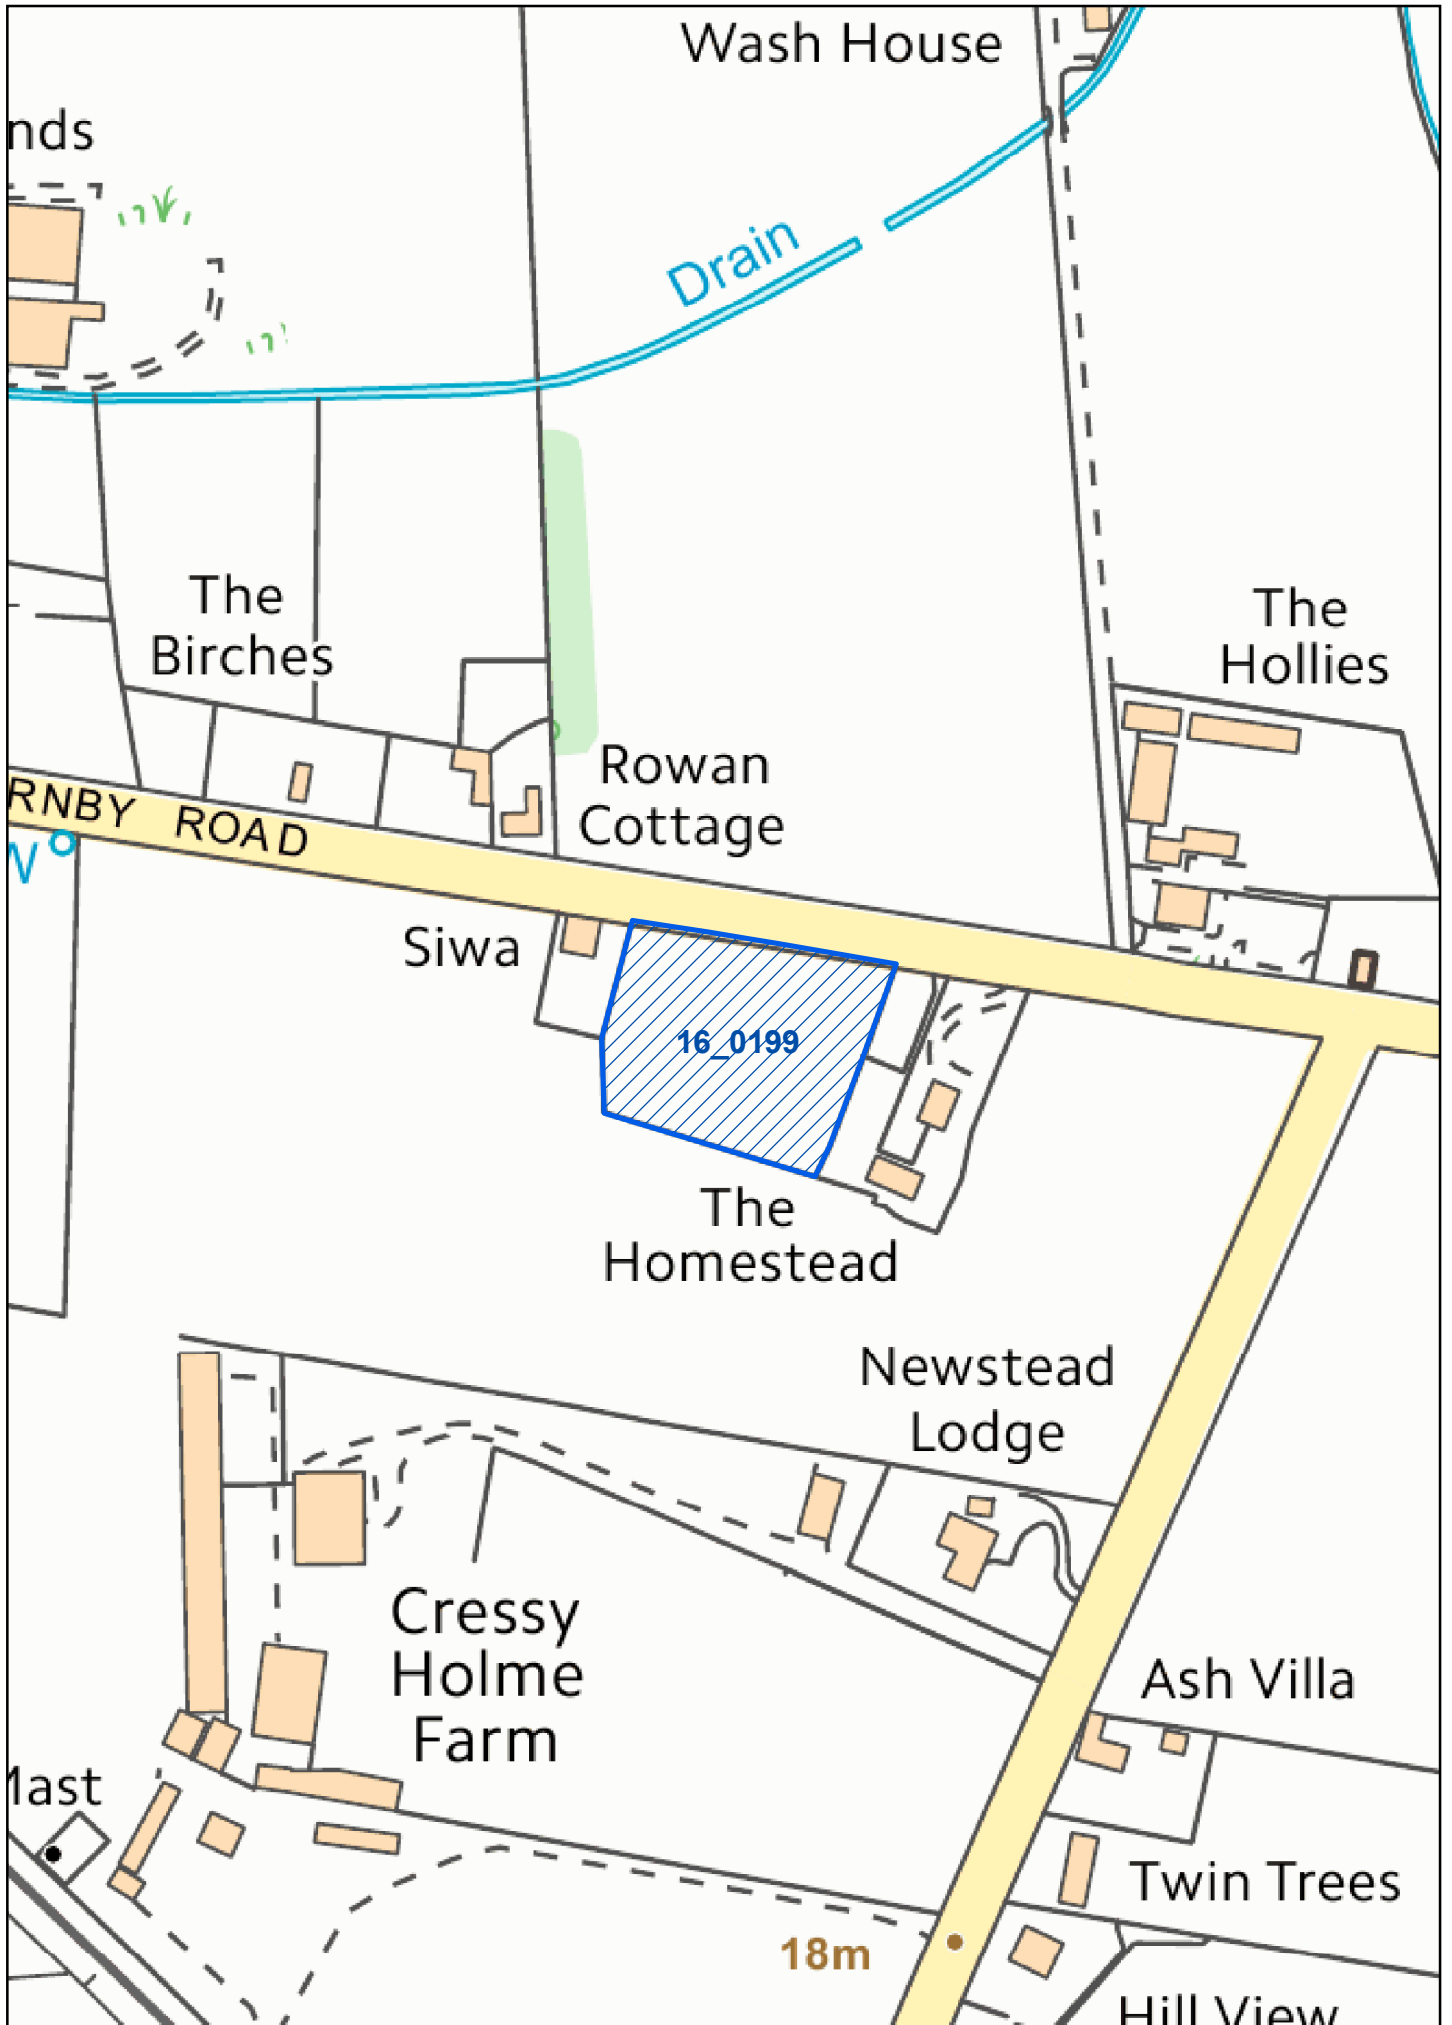 Wash House
nds
Drain
The
Birches
The
Hollies
Rowan
Cottage
RNBY ROAD
W
Siwa
16_0199
The
Homestead
Newstead
Lodge
Cressy
Holme
Farm
Ash Villa
Mast
Twin Trees
18m
Hill View